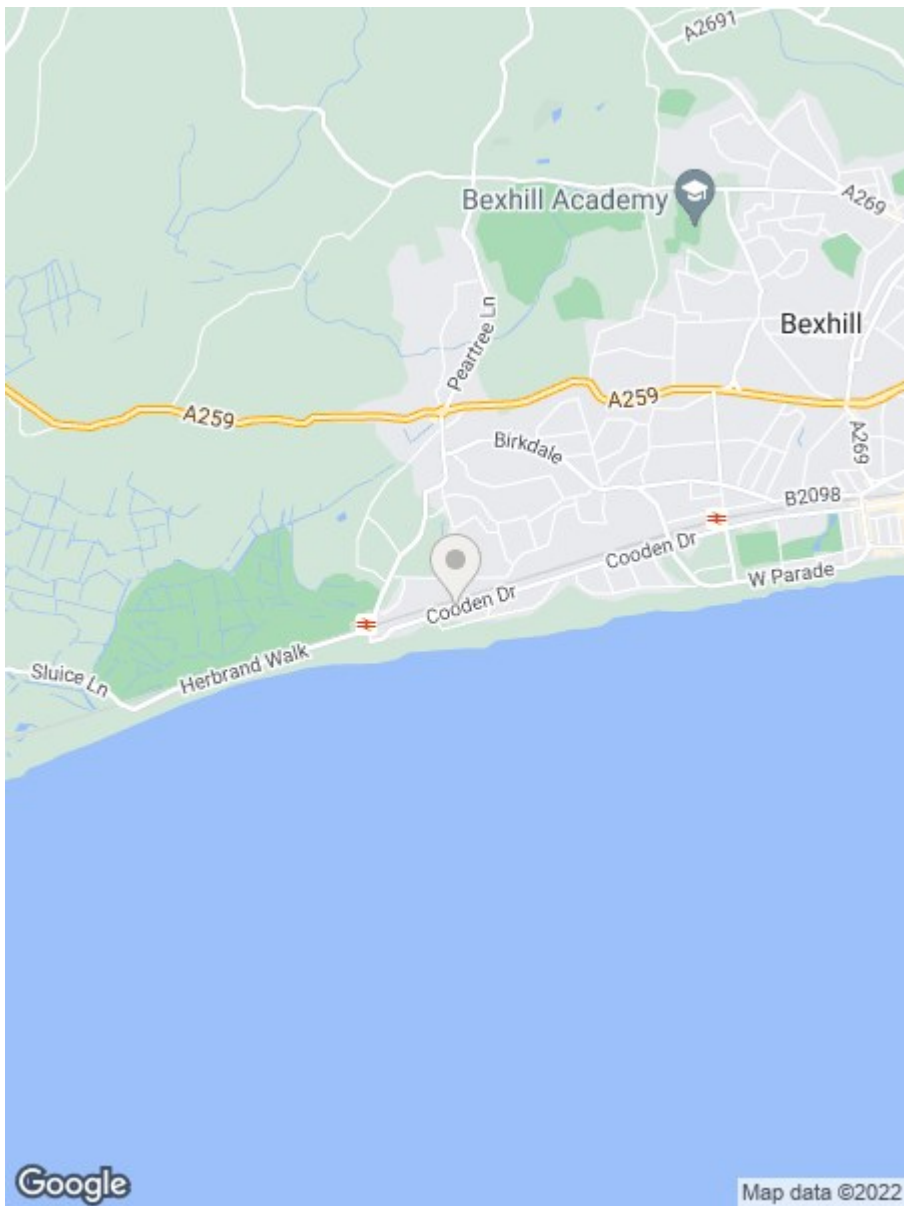 A2691
Bexhill Academy
A269
Bexhill
Peartree Ln
A259
A259
Birkdale
A269
B2098
Cooden Dr
W Parade
Cooden Dr
Herbrand Walk
Sluice Ln
Google
Map data ©2022